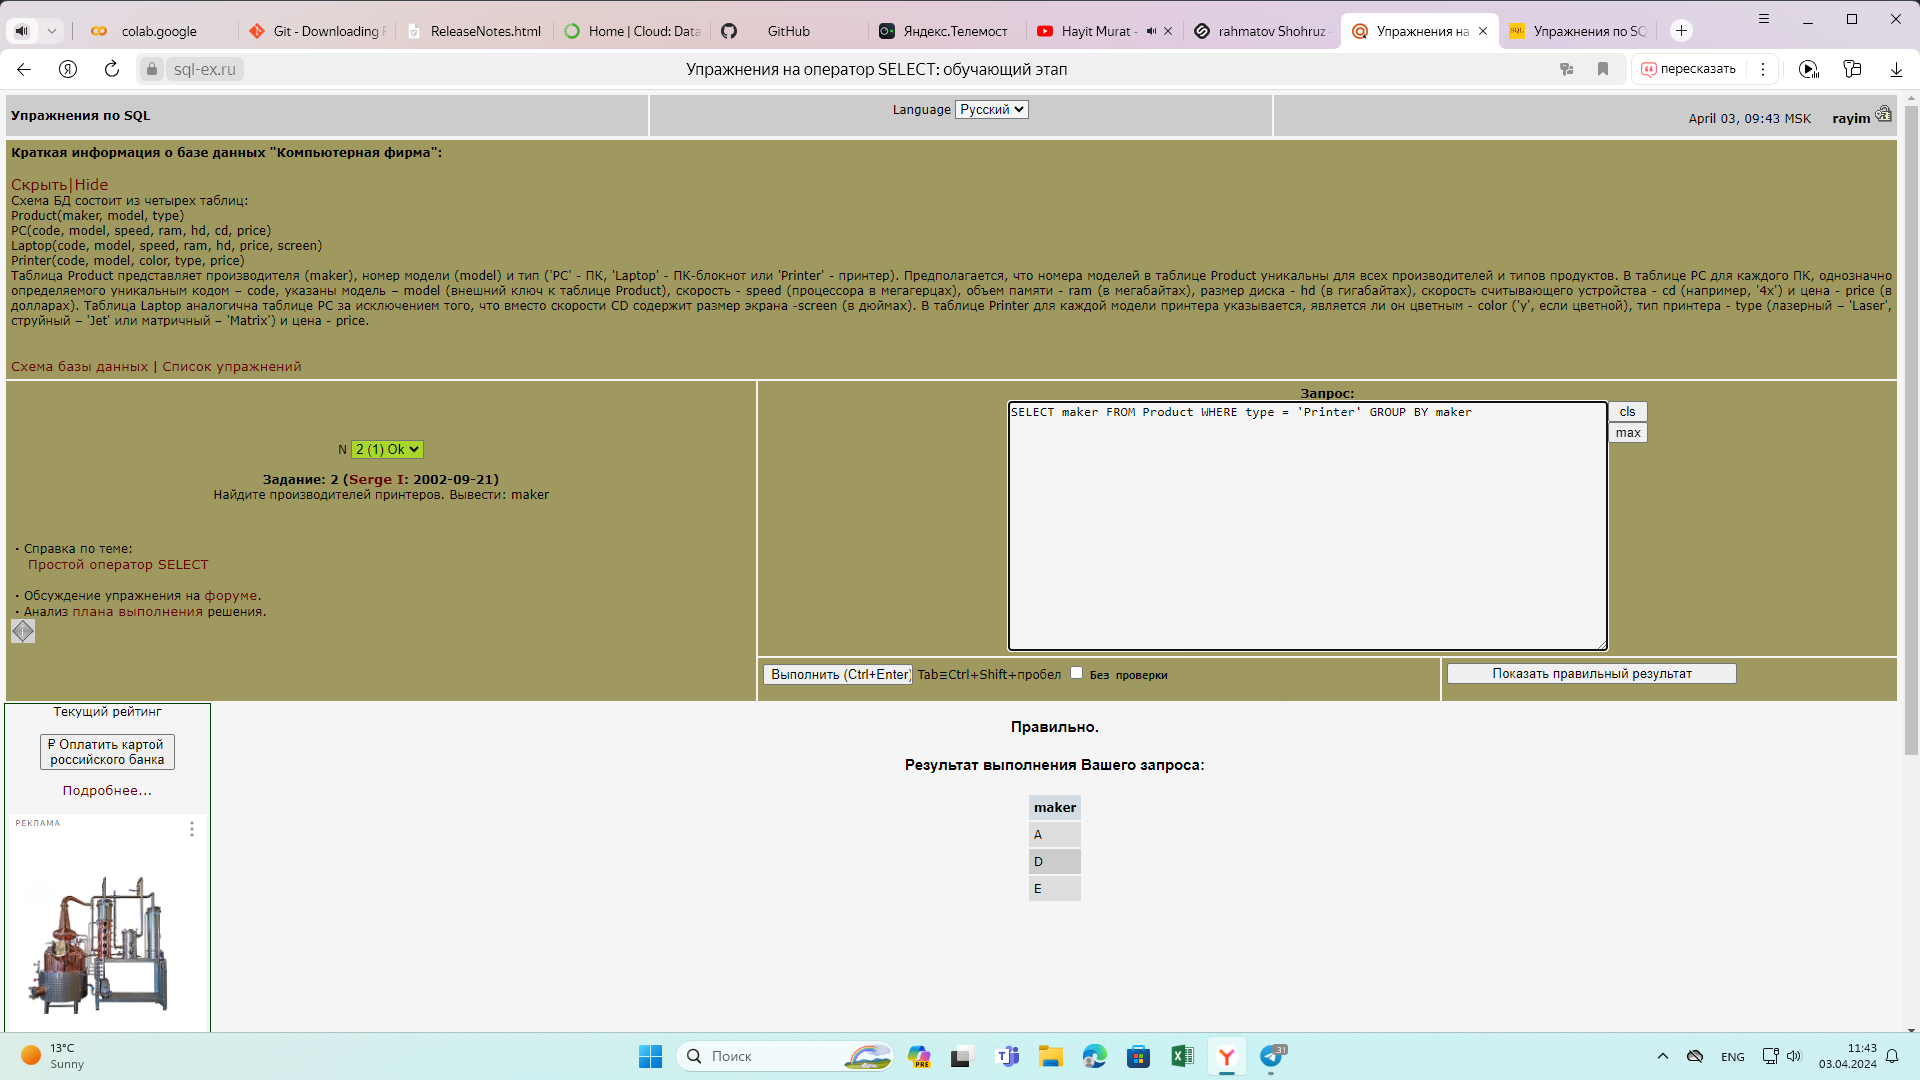 colab.google
Git - Downloading F
ReleaseNotes.html
Home | Cloud: Data
GitHub
Яндекс.Телемост
Hayit Murat -
rahmatov Shohruz -
Упражнения на
Упражнения по SQ
sql-ex.ru
Упражнения на оператор SELECT: обучающий этап
пересказать
Упражнения по SQL
Language Русский
April 03, 09:43 MSK rayim
Краткая информация о базе данных "Компьютерная фирма":
Скрыть|Hide
Схема БД состоит из четырех таблиц:
Product(maker, model, type)
PC(code, model, speed, ram, hd, cd, price)
Laptop(code, model, speed, ram, hd, price, screen)
Printer(code, model, color, type, price)
Таблица Product представляет производителя (maker), номер модели (model) и тип ('PC' - ПК, 'Laptop' - ПК-блокнот или 'Printer' - принтер). Предполагается, что номера моделей в таблице Product уникальны для всех производителей и типов продуктов. В таблице PC для каждого ПК, однозначно
определяемого уникальным кодом – code, указаны модель – model (внешний ключ к таблице Product), скорость - speed (процессора в мегагерцах), объем памяти - ram (в мегабайтах), размер диска - hd (в гигабайтах), скорость считывающего устройства - cd (например, '4x') и цена - price (в
долларах). Таблица Laptop аналогична таблице РС за исключением того, что вместо скорости CD содержит размер экрана -screen (в дюймах). В таблице Printer для каждой модели принтера указывается, является ли он цветным - color ('y', если цветной), тип принтера - type (лазерный – 'Laser',
струйный – 'Jet' или матричный – 'Matrix') и цена - price.
Схема базы данных | Список упражнений
N 2 (1) Ok
Задание: 2 (Serge I: 2002-09-21)
Найдите производителей принтеров. Вывести: maker
· Справка по теме:
Простой оператор SELECT
· Обсуждение упражнения на форуме.
· Анализ плана выполнения решения.
Запрос:
SELECT maker FROM Product WHERE type = 'Printer' GROUP BY maker
cls
max
Выполнить (Ctrl+Enter) Tab≡Ctrl+Shift+пробел Без проверки
Показать правильный результат
Текущий рейтинг
₽ Оплатить картой
российского банка
Подробнее...
РЕКЛАМА
Правильно.
Результат выполнения Вашего запроса:
maker
A
D
E
13°C
Sunny
Поиск
PRE
31
ENG
11:43
03.04.2024